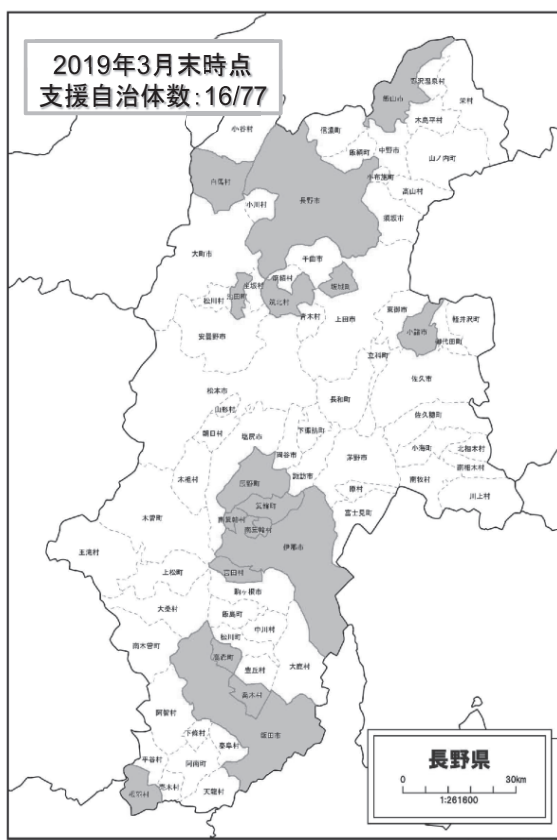 2019年3月末時点
支援自治体数：16/77
野沢温泉村
飯山市
栄村
木島平村
小谷村
信濃町
飯綱町
中野市
山ノ内町
白馬村
小布施町
高山村
長野市
小川村
須坂市
大町市
千曲市
生坂村
麻績村
坂城町
池田町
松川村
筑北村
青木村
上田市
東御市
軽井沢町
小諸市
御代田町
安曇野市
立科町
佐久市
松本市
長和町
山形村
佐久穂町
朝日村
塩尻市
下諏訪町
岡谷市
茅野市
小海町
北相木村
南相木村
諏訪市
木祖村
辰野町
原村
南牧村
川上村
箕輪町
富士見町
木曽町
南箕輪村
伊那市
王滝村
上松町
宮田村
駒ヶ根市
大桑村
飯島町
中川村
松川町
南木曽町
高森町
豊丘村
大鹿村
喬木村
阿智村
飯田市
下條村
泰阜村
平谷村
阿南町
売木村
天龍村
根羽村
長野県
0 30km
1:261600